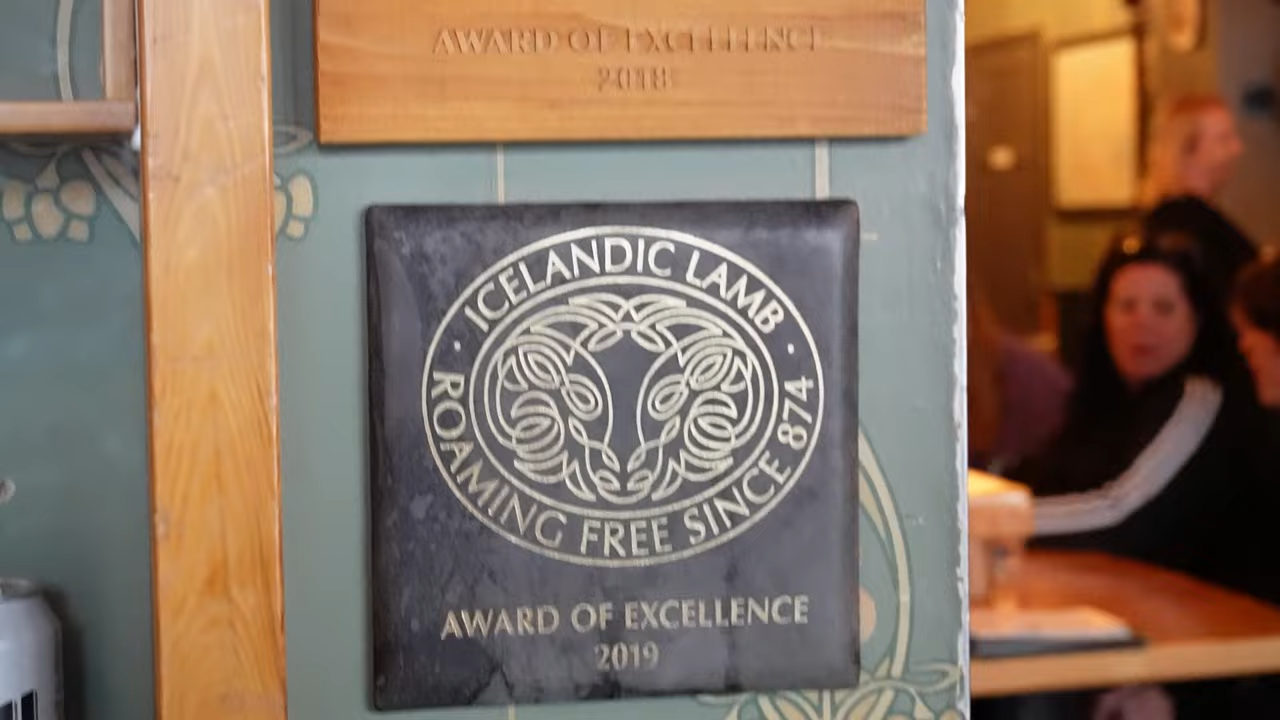 AWARD OF EXCELLENCE
2018
· ICELANDIC LAMB ·
ROAMING FREE SINCE 874
AWARD OF EXCELLENCE
2019